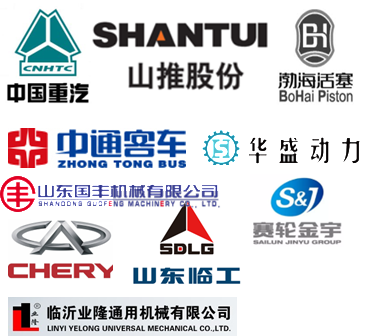 CNHTC
中国重汽
SHANTUI
山推股份
渤海活塞
BoHai Piston
中通客车
ZHONG TONG BUS
华盛动力
丰
山东国丰机械有限公司
SHANDONG GUOFENG MACHINERY CO., LTD.
S&J
赛轮金宇
SAILUN JINYU GROUP
CHERY
SDLG
山东临工
业隆
临沂业隆通用机械有限公司
LINYI YELONG UNIVERSAL MECHANICAL CO.,LTD.